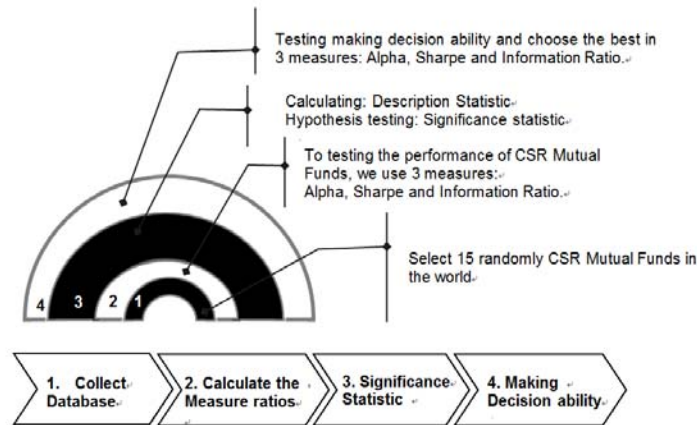 Testing making decision ability and choose the best in
3 measures: Alpha, Sharpe and Information Ratio.
Calculating: Description Statistic
Hypothesis testing: Significance statistic
To testing the performance of CSR Mutual
Funds, we use 3 measures:
Alpha, Sharpe and Information Ratio.
Select 15 randomly CSR Mutual Funds in
the world
4 3 2 1
1. Collect
Database
2. Calculate the
Measure ratios
3. Significance
Statistic
4. Making
Decision ability